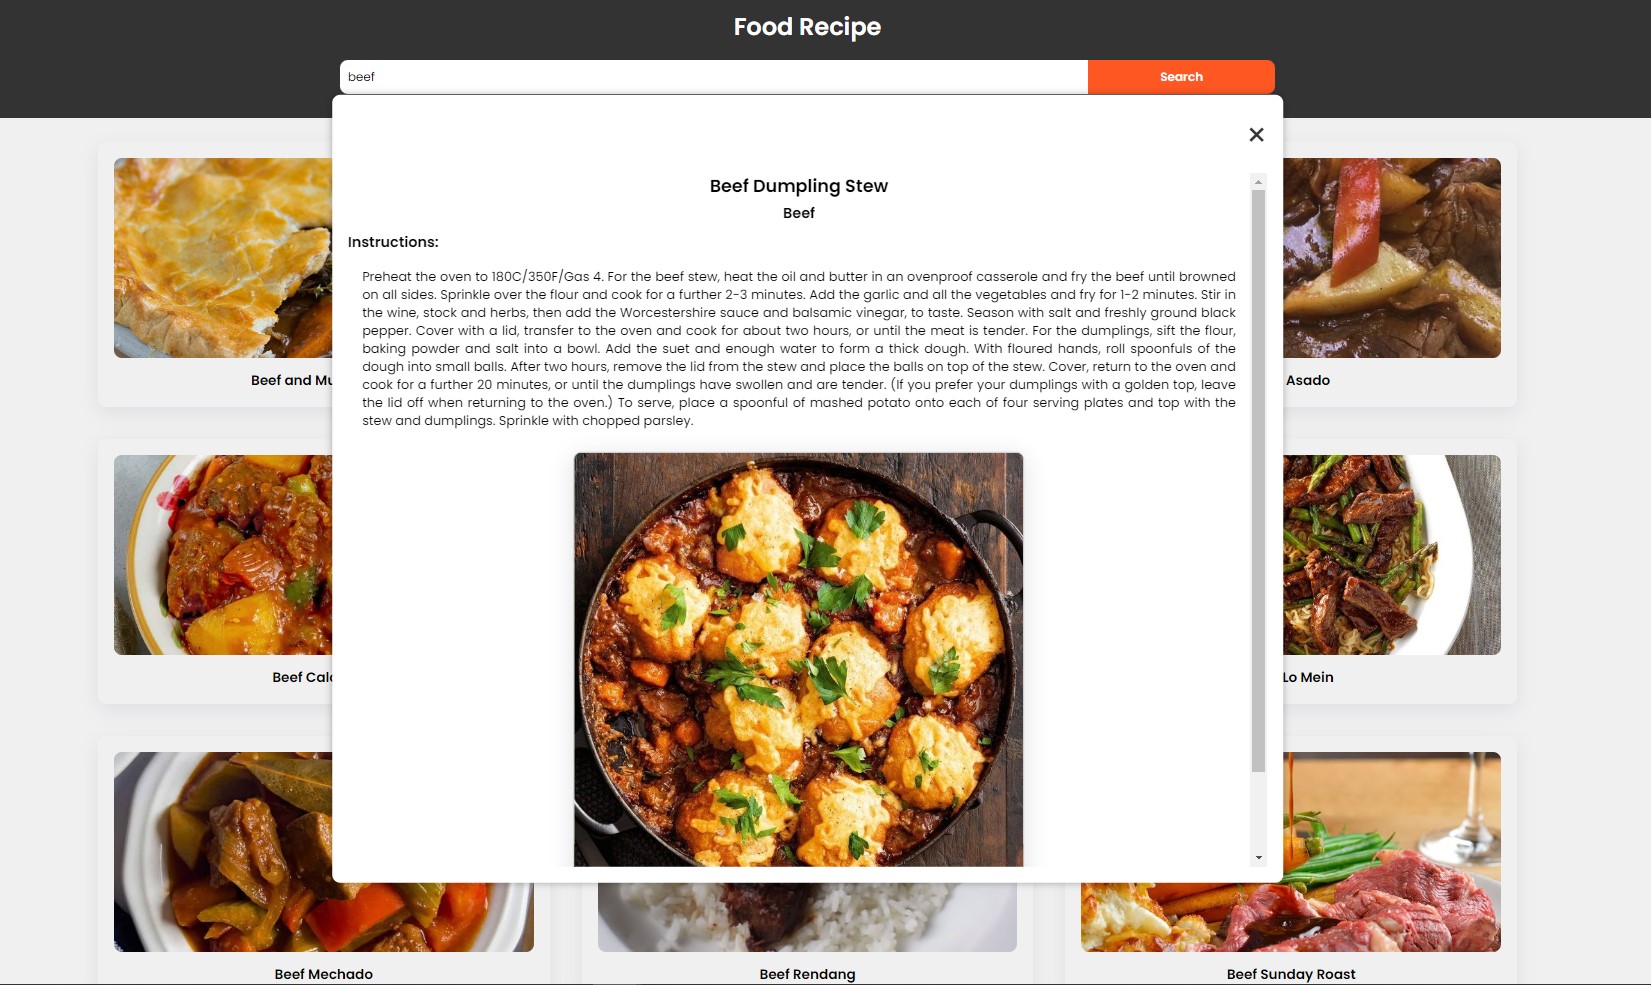 Food Recipe
beef
Search
×
Beef Dumpling Stew
Beef
Instructions:
Preheat the oven to 180C/350F/Gas 4. For the beef stew, heat the oil and butter in an ovenproof casserole and fry the beef until browned
on all sides. Sprinkle over the flour and cook for a further 2-3 minutes. Add the garlic and all the vegetables and fry for 1-2 minutes. Stir in
the wine, stock and herbs, then add the Worcestershire sauce and balsamic vinegar, to taste. Season with salt and freshly ground black
pepper. Cover with a lid, transfer to the oven and cook for about two hours, or until the meat is tender. For the dumplings, sift the flour,
baking powder and salt into a bowl. Add the suet and enough water to form a thick dough. With floured hands, roll spoonfuls of the
dough into small balls. After two hours, remove the lid from the stew and place the balls on top of the stew. Cover, return to the oven and
cook for a further 20 minutes, or until the dumplings have swollen and are tender. (If you prefer your dumplings with a golden top, leave
the lid off when returning to the oven.) To serve, place a spoonful of mashed potato onto each of four serving plates and top with the
stew and dumplings. Sprinkle with chopped parsley.
Beef and Mu
Asado
Beef Cal
Lo Mein
Beef Mechado
Beef Rendang
Beef Sunday Roast